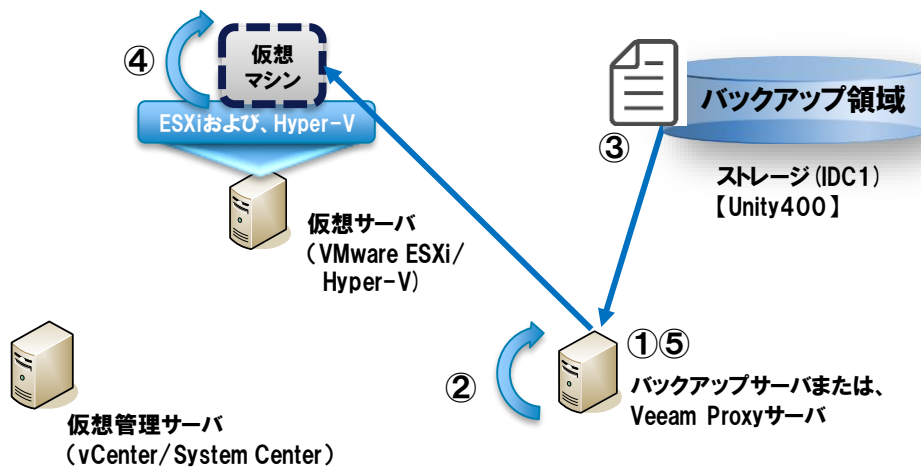 ④
仮想
マシン
ESXiおよび、Hyper-V
仮想サーバ
(VMware ESXi/
Hyper-V)
バックアップ領域
③
ストレージ(IDC1)
【Unity400】
①⑤
②
バックアップサーバまたは、
Veeam Proxyサーバ
仮想管理サーバ
(vCenter/System Center)